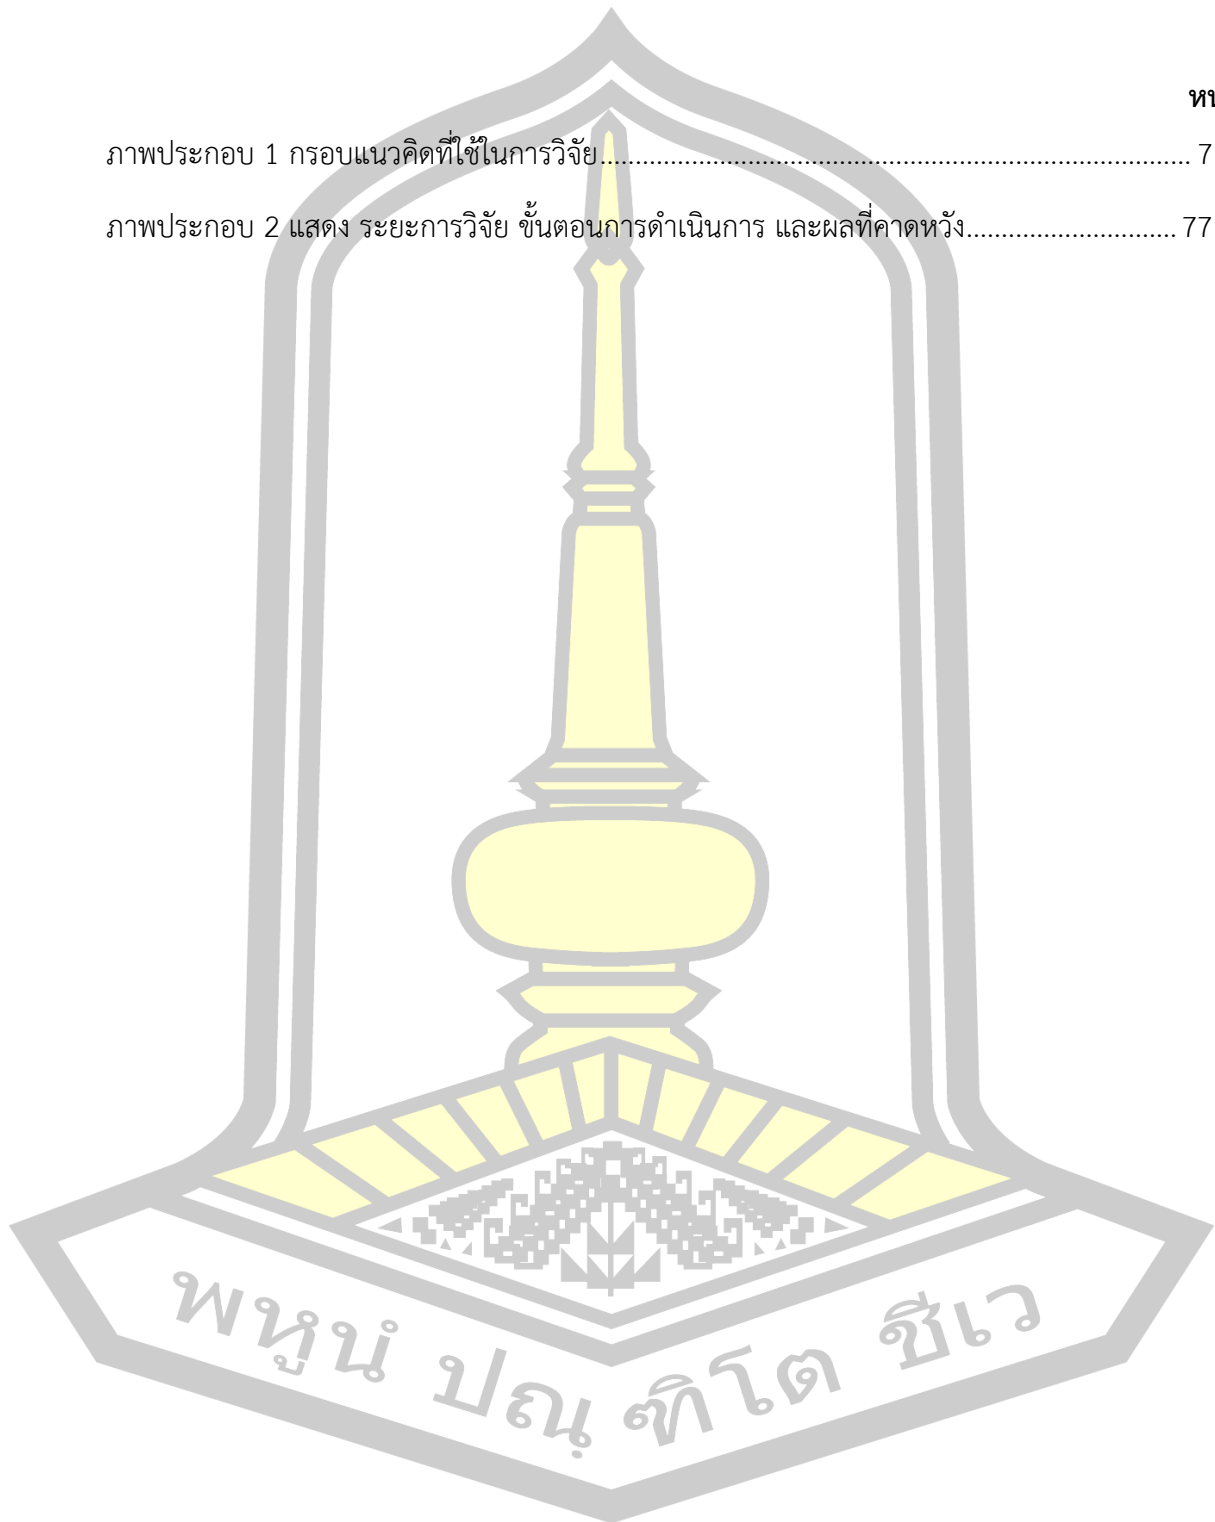 ภาพประกอบ 1 กรอบแนวคิดที่ใช้ในการวิจัย.................................................................................... 7
ภาพประกอบ 2 แสดง ระยะการวิจัย ขั้นตอนการดำเนินการ และผลที่คาดหวัง.............................. 77
พหูนํ ปณฺฑิโต ชีเว